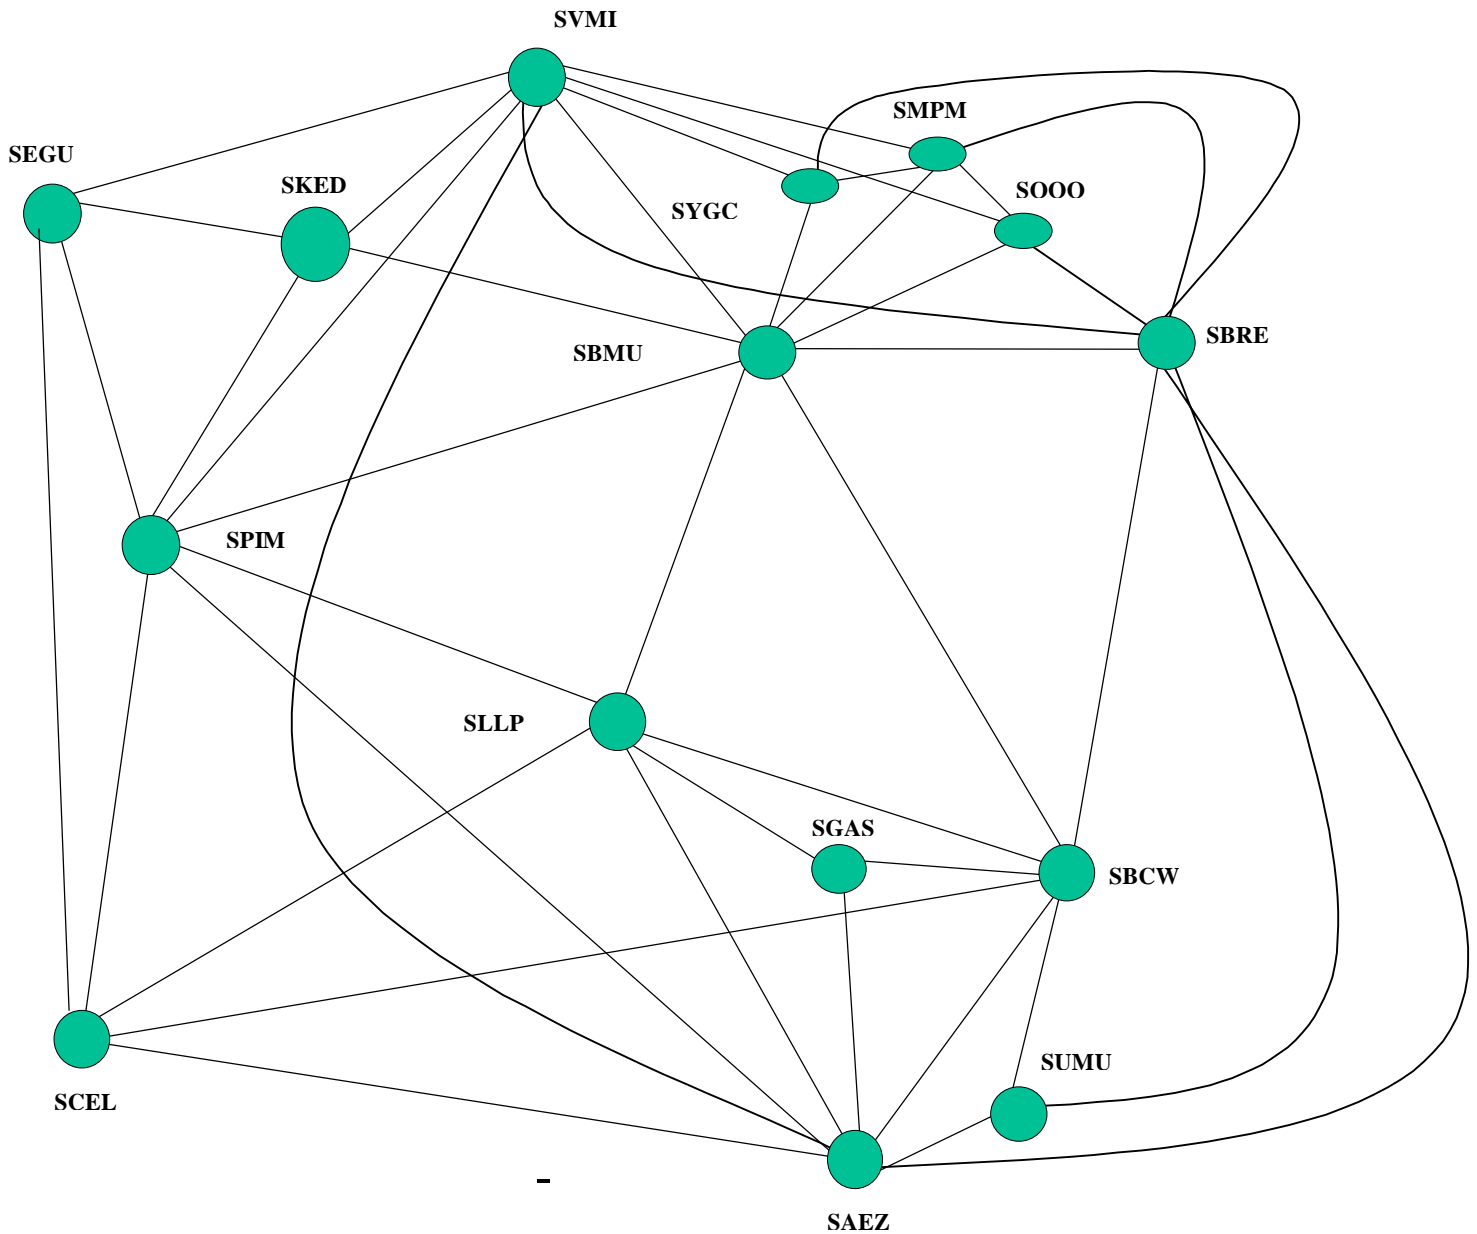 SVMI
SMPM
SEGU
SKED
SOOO
SYGC
SBRE
SBMU
SPIM
SLLP
SGAS
SBCW
SUMU
SCEL
-
SAEZ